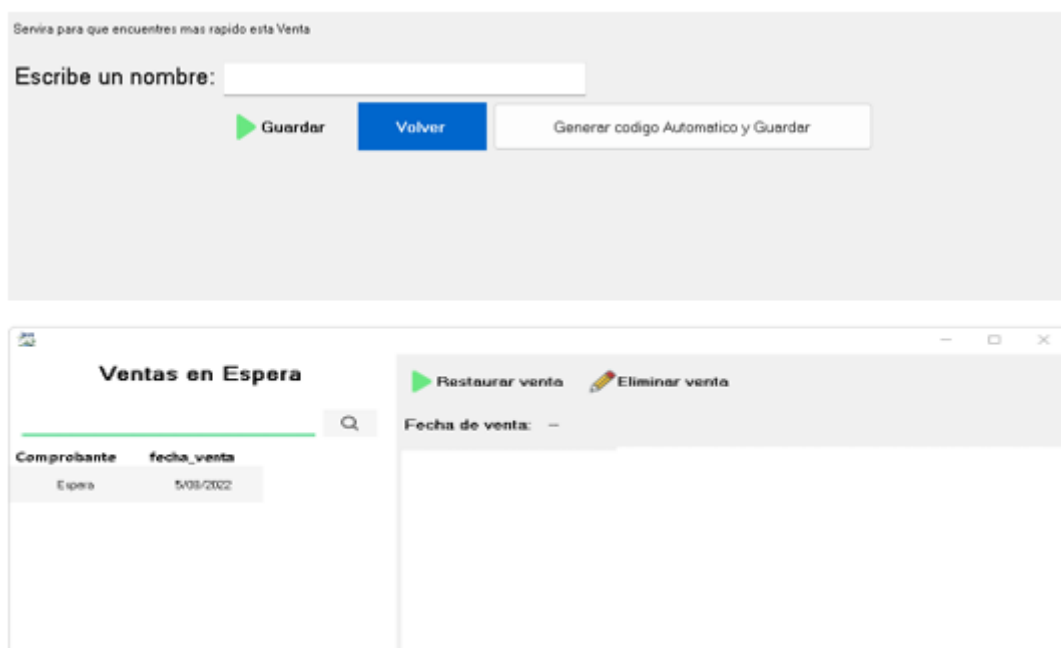 Servira para que encuentres mas rapido esta Venta
Escribe un nombre:
Guardar Volver Generar codigo Automatico y Guardar
Ventas en Espera
Restaurar venta Eliminar venta
Fecha de venta: –
Comprobante fecha_venta
Espera 5/08/2022